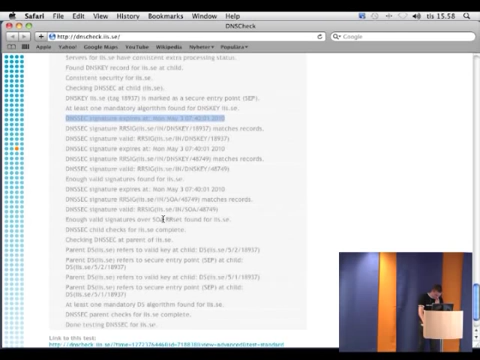 Safari File Edit View History Bookmarks Window Help
tis 15.58
DNSCheck
http://dnscheck.iis.se/
Google
Apple Yahoo! Google Maps YouTube Wikipedia Nyheter Populära
Servers for iis.se have consistent extra processing status.
Found DNSKEY record for iis.se at child.
Consistent security for iis.se.
Checking DNSSEC at child (iis.se).
DNSKEY iis.se (tag 18937) is marked as a secure entry point (SEP).
At least one mandatory algorithm found for DNSKEY iis.se.
DNSSEC signature expires at: Mon May 3 07:40:01 2010
DNSSEC signature RRSIG(iis.se/IN/DNSKEY/18937) matches records.
DNSSEC signature valid: RRSIG(iis.se/IN/DNSKEY/18937)
DNSSEC signature expires at: Mon May 3 07:40:01 2010
DNSSEC signature RRSIG(iis.se/IN/DNSKEY/48749) matches records.
DNSSEC signature valid: RRSIG(iis.se/IN/DNSKEY/48749)
Enough valid signatures found for iis.se.
DNSSEC signature expires at: Mon May 3 07:40:01 2010
DNSSEC signature RRSIG(iis.se/IN/SOA/48749) matches records.
DNSSEC signature valid: RRSIG(iis.se/IN/SOA/48749)
Enough valid signatures over SOA RRset found for iis.se.
DNSSEC child checks for iis.se complete.
Checking DNSSEC at parent of iis.se.
Parent DS(iis.se) refers to valid key at child: DS(iis.se/5/2/18937)
Parent DS(iis.se) refers to secure entry point (SEP) at child:
DS(iis.se/5/2/18937)
Parent DS(iis.se) refers to valid key at child: DS(iis.se/5/1/18937)
Parent DS(iis.se) refers to secure entry point (SEP) at child:
DS(iis.se/5/1/18937)
At least one mandatory DS algorithm found for iis.se.
DNSSEC parent checks for iis.se complete.
Done testing DNSSEC for iis.se.
Link to this test: